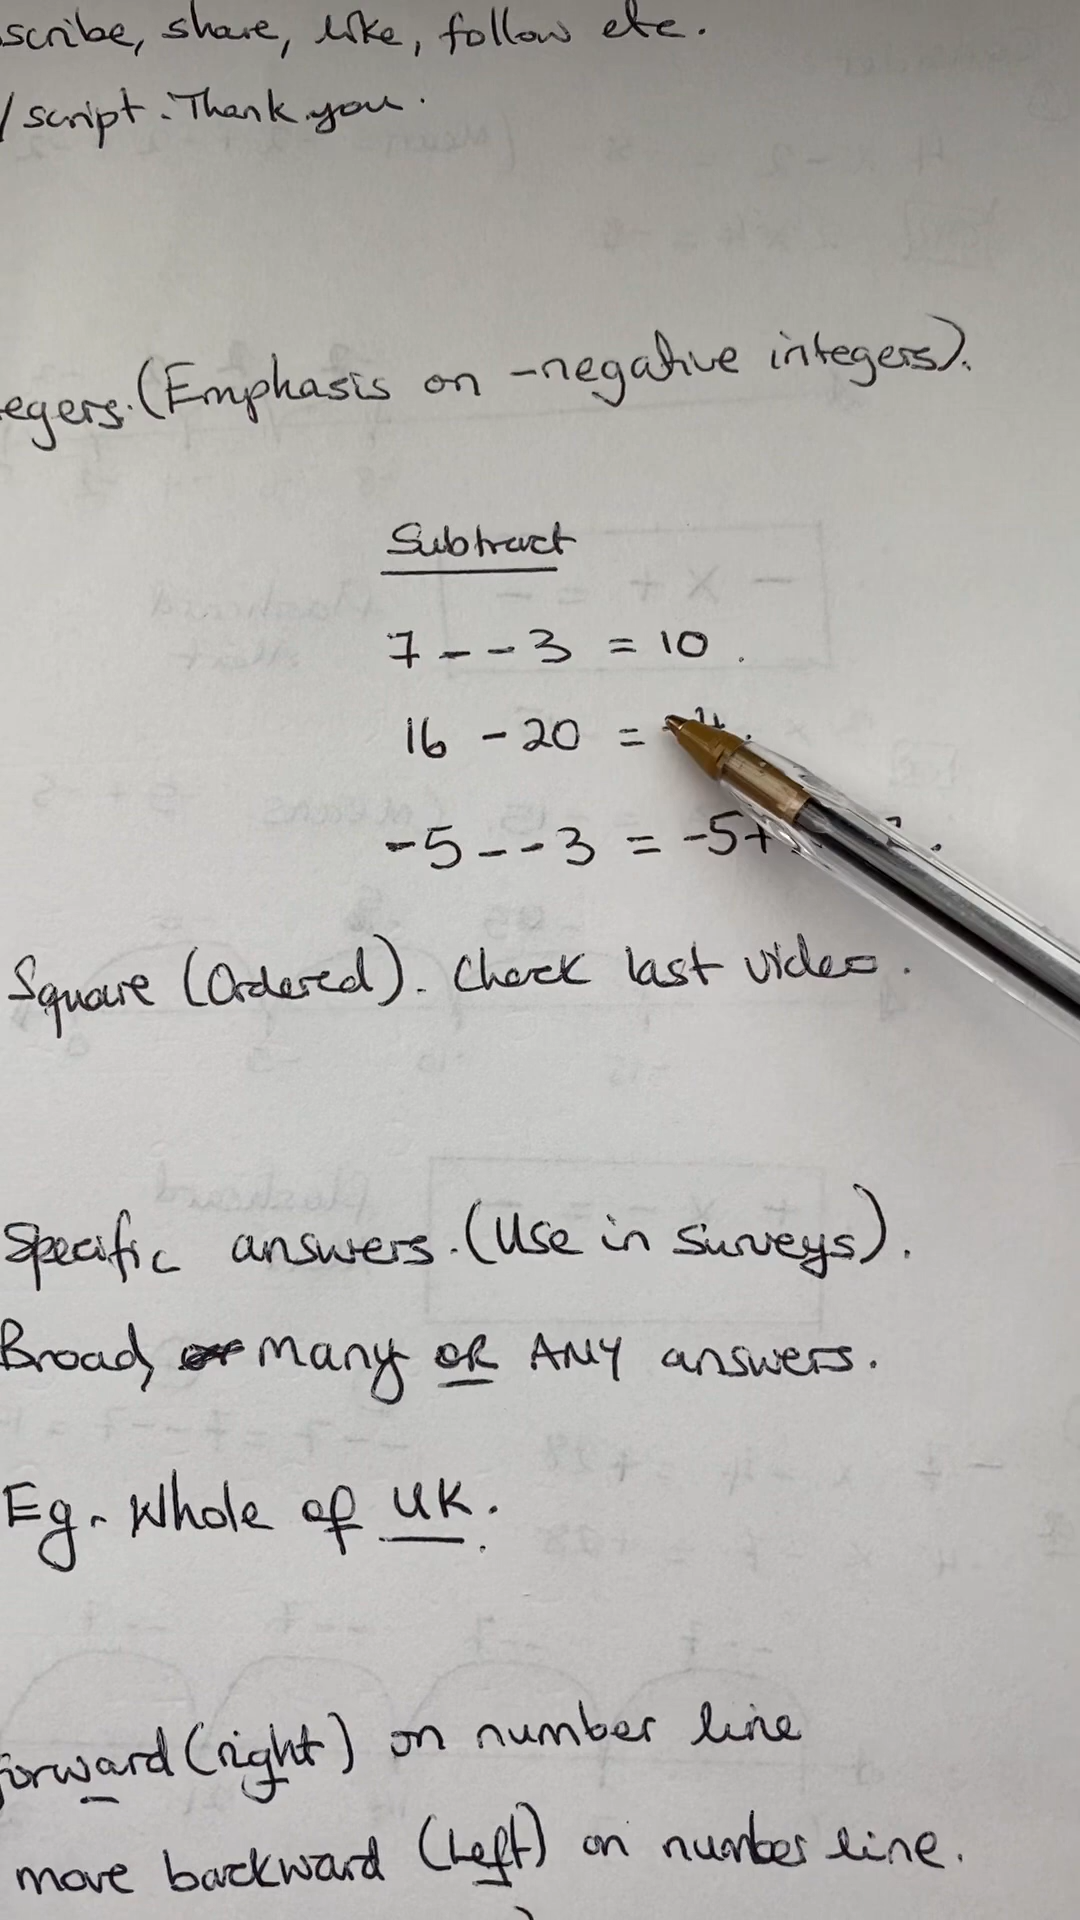 scribe, share, like, follow etc.
/script. Thank you.
egers. (Emphasis on -negative integers).
Subtract
7 - - 3 = 10.
16 - 20 = -4.
-5 - - 3 = -5+
Square (Ordered). Check last video.
Specific answers. (Use in surveys).
Broad, or many OR ANY answers.
Eg. Whole of UK.
forward (right) on number line
move backward (left) on number line.